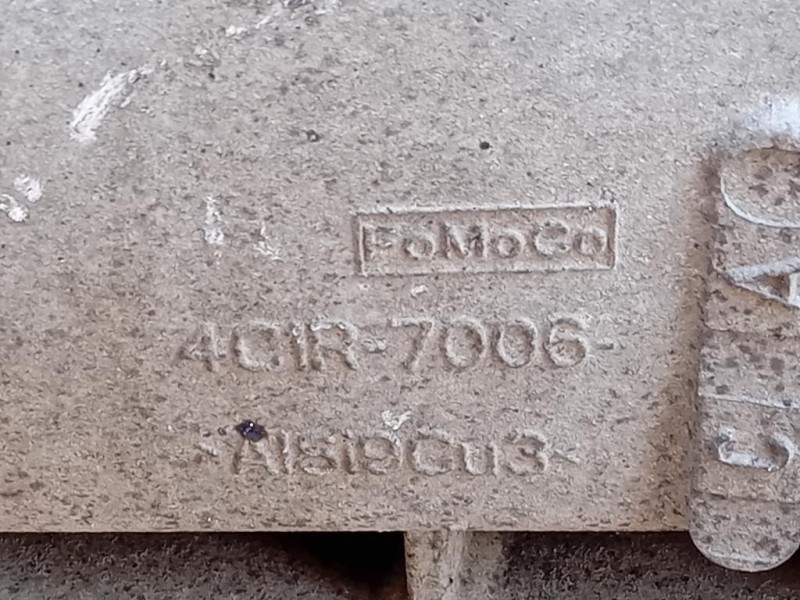 FoMoCo
4C1R-7006-
>AlSi9Cu3<